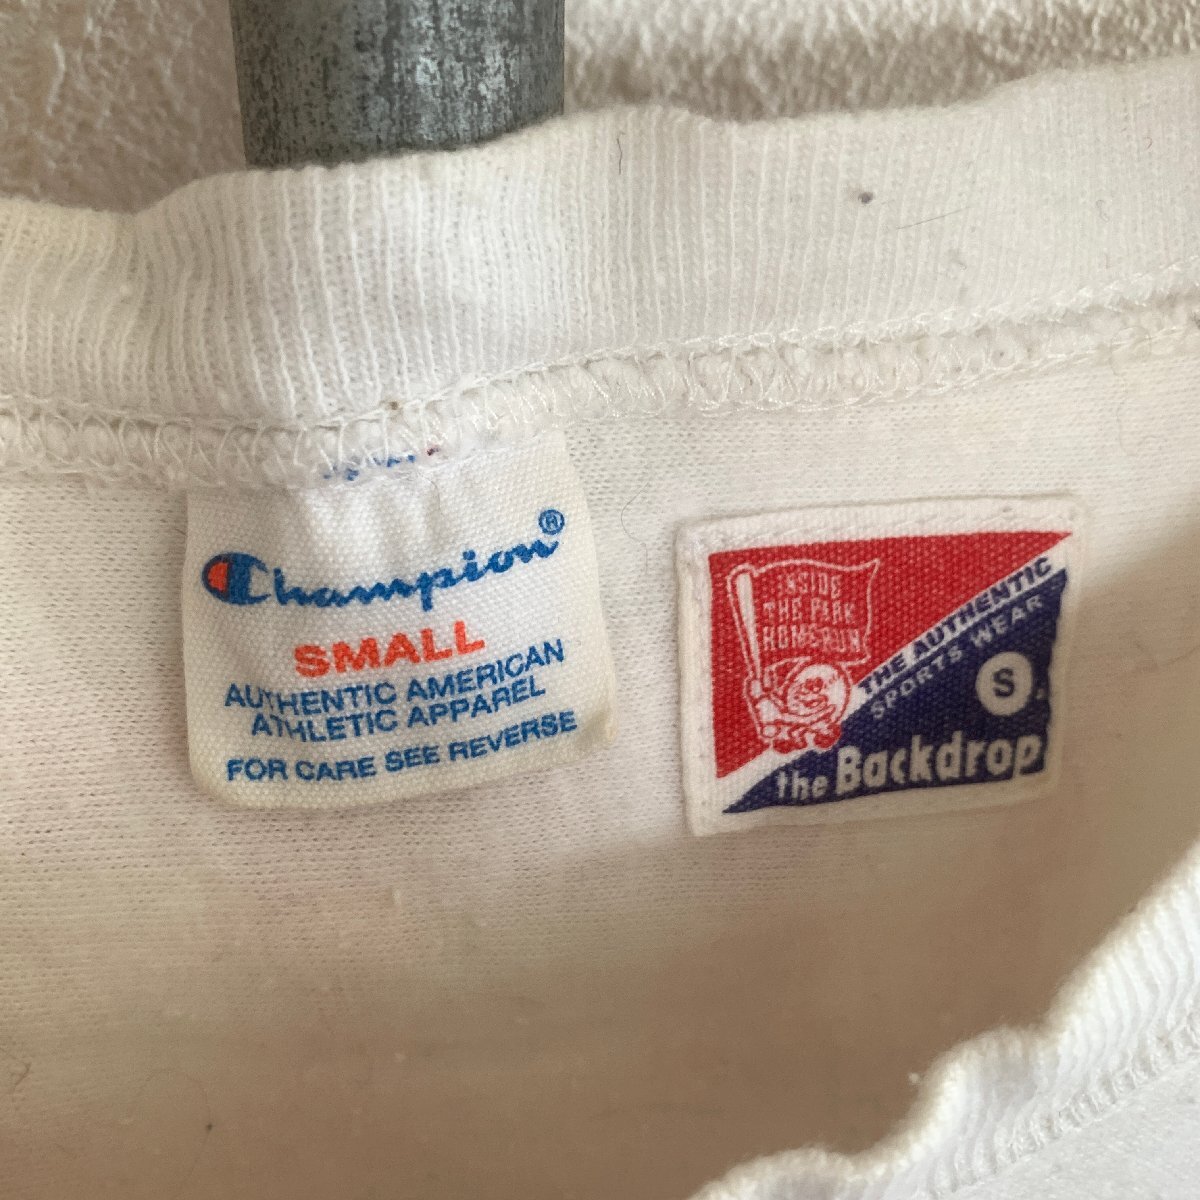 Champion®
SMALL
AUTHENTIC AMERICAN
ATHLETIC APPAREL
FOR CARE SEE REVERSE
INSIDE
THE PARK
HOMERUN
THE AUTHENTIC
SPORTS WEAR
S
the Backdrop